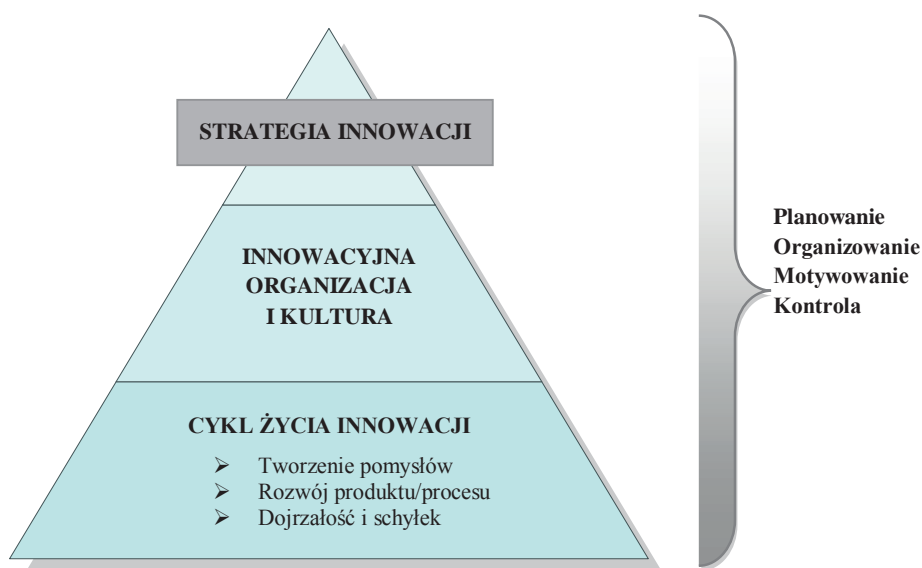 STRATEGIA INNOWACJI
INNOWACYJNA
ORGANIZACJA
I KULTURA
CYKL ŻYCIA INNOWACJI
➢ Tworzenie pomysłów
➢ Rozwój produktu/procesu
➢ Dojrzałość i schyłek
Planowanie
Organizowanie
Motywowanie
Kontrola